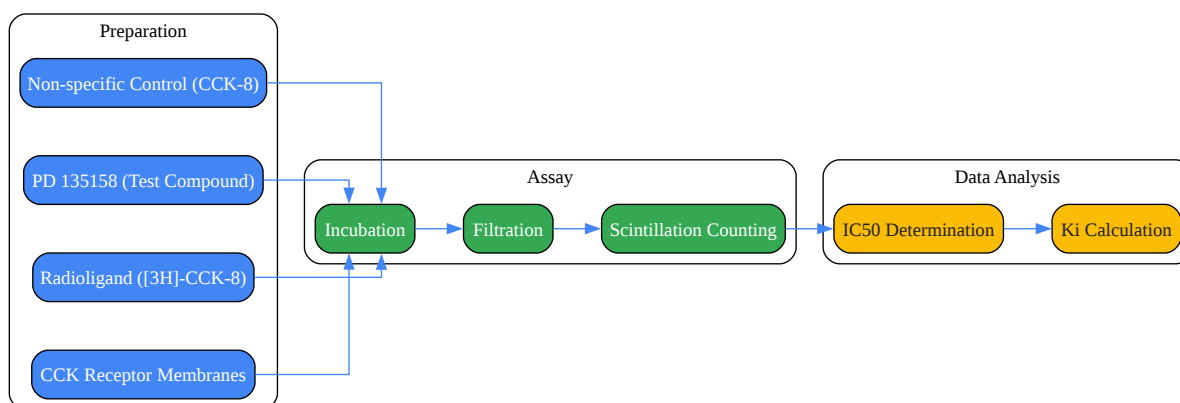 Preparation
Non-specific Control (CCK-8)
PD 135158 (Test Compound)
Radioligand ([3H]-CCK-8)
CCK Receptor Membranes
Assay
Incubation
Filtration
Scintillation Counting
Data Analysis
IC50 Determination
Ki Calculation